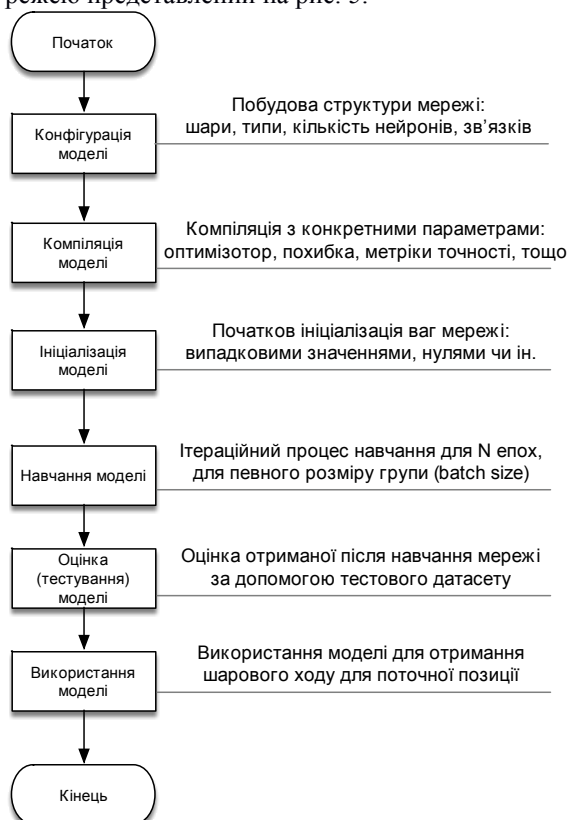 режею представлений на рис. 5.
Початок
Конфігурація
моделі
Побудова структури мережі:
шари, типи, кількість нейронів, зв’язків
Компіляція
моделі
Компіляція з конкретними параметрами:
оптимізотор, похибка, метріки точності, тощо
Ініціалізація
моделі
Початков ініціалізація ваг мережі:
випадковими значеннями, нулями чи ін.
Навчання моделі
Ітераційний процес навчання для N епох,
для певного розміру групи (batch size)
Оцінка
(тестування)
моделі
Оцінка отриманої після навчання мережі
за допомогою тестового датасету
Використання
моделі
Використання моделі для отримання
шарового ходу для поточної позиції
Кінець